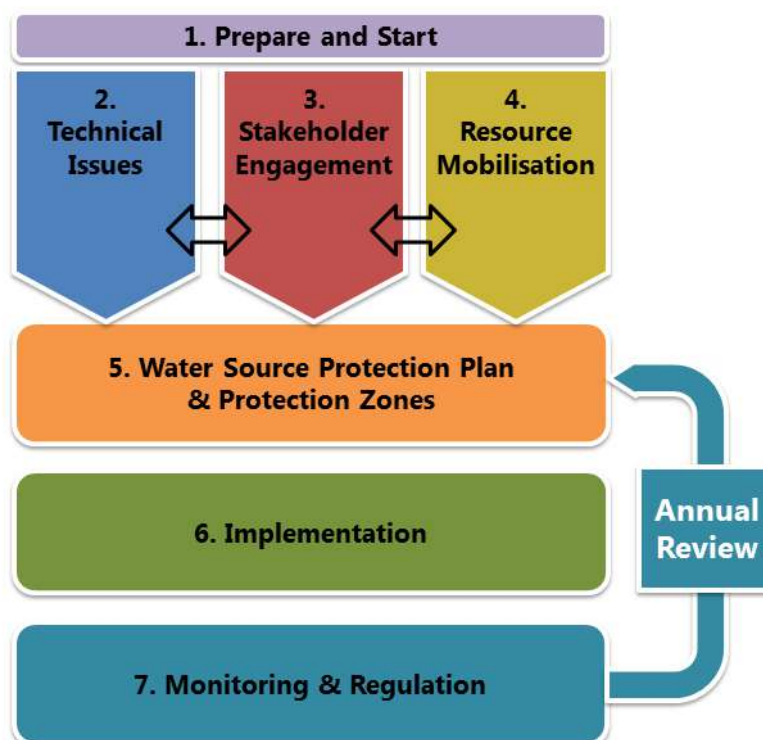 1. Prepare and Start
2.
Technical
Issues
3.
Stakeholder
Engagement
4.
Resource
Mobilisation
5. Water Source Protection Plan
& Protection Zones
6. Implementation
Annual
Review
7. Monitoring & Regulation